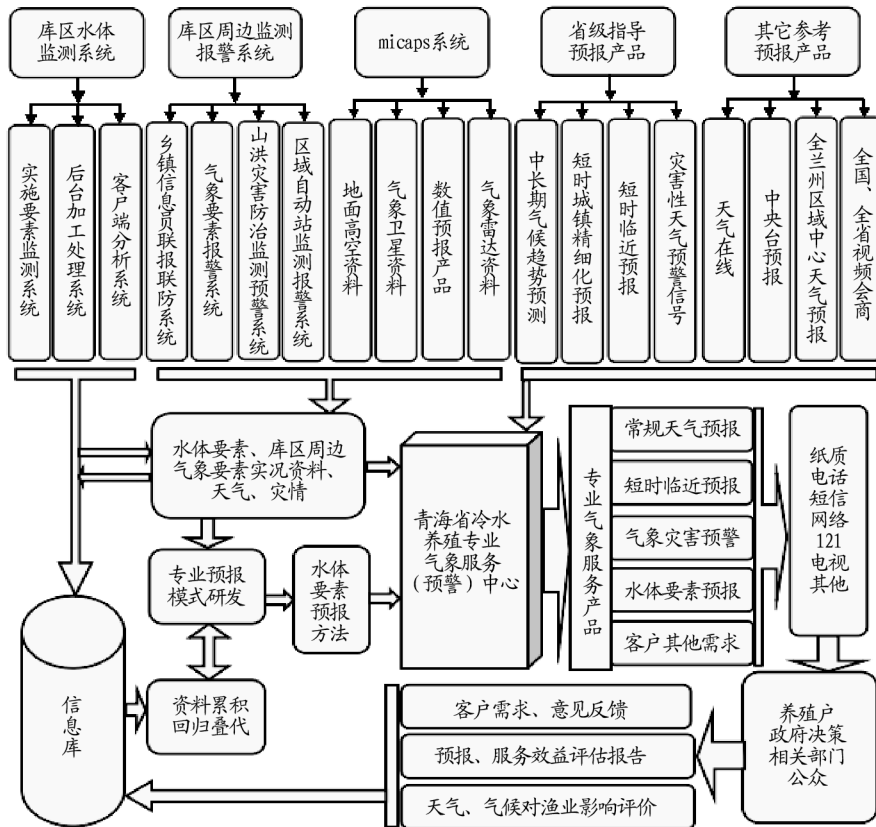 库区水体
监测系统
库区周边监测
报警系统
micaps系统
省级指导
预报产品
其它参考
预报产品
实施要素监测系统
后台加工处理系统
客户端分析系统
乡镇信息员联报联防系统
气象要素报警系统
山洪灾害防治监测预警系统
区域自动站监测报警系统
地面高空资料
气象卫星资料
数值预报产品
气象雷达资料
中长期气候趋势预测
短时城镇精细化预报
短时临近预报
灾害性天气预警信号
天气在线
中央台预报
全兰州区域中心天气预报
全国、全省视频会商
水体要素、库区周边
气象要素实况资料、
天气、灾情
专业预报
模式研发
水体
要素
预报
方法
资料累积
回归叠代
信息库
青海省冷水
养殖专业
气象服务
(预警)中心
专业气象服务产品
常规天气预报
短时临近预报
气象灾害预警
水体要素预报
客户其他需求
纸质
电话
短信
网络
121
电视
其他
养殖户
政府决策
相关部门
公众
客户需求、意见反馈
预报、服务效益评估报告
天气、气候对渔业影响评价